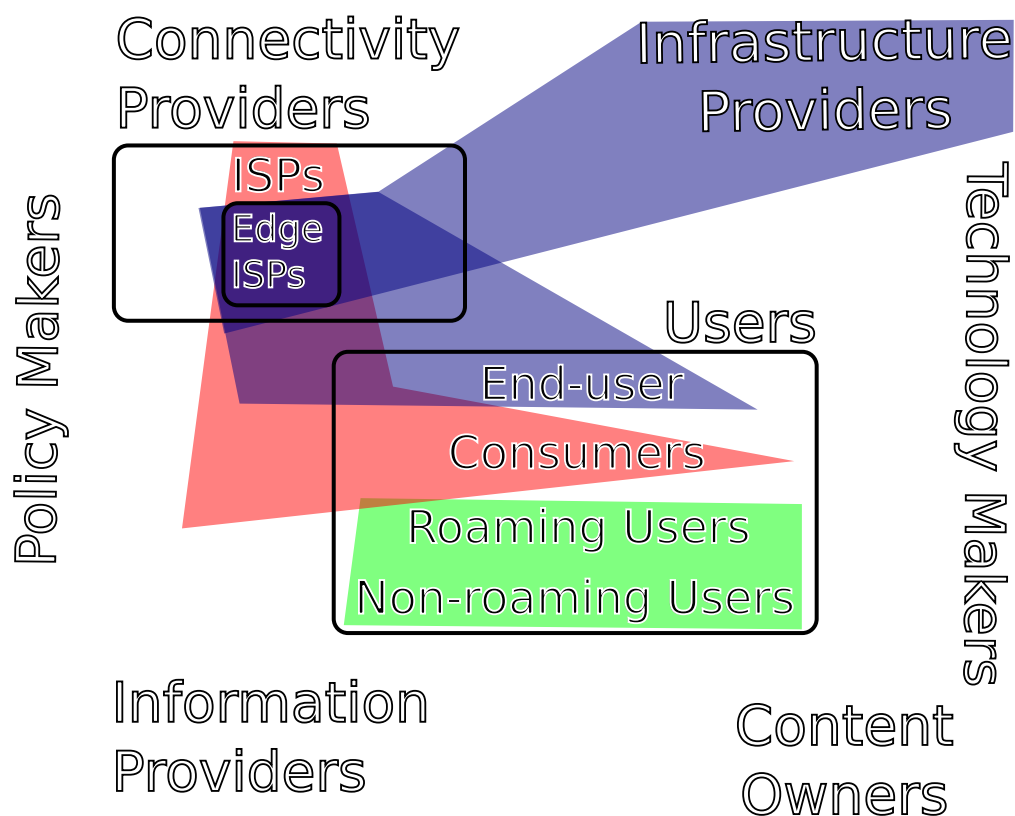 Connectivity
Providers
Infrastructure
Providers
ISPs
Edge
ISPs
Policy Makers
Technology Makers
Users
End-user
Consumers
Roaming Users
Non-roaming Users
Information
Providers
Content
Owners